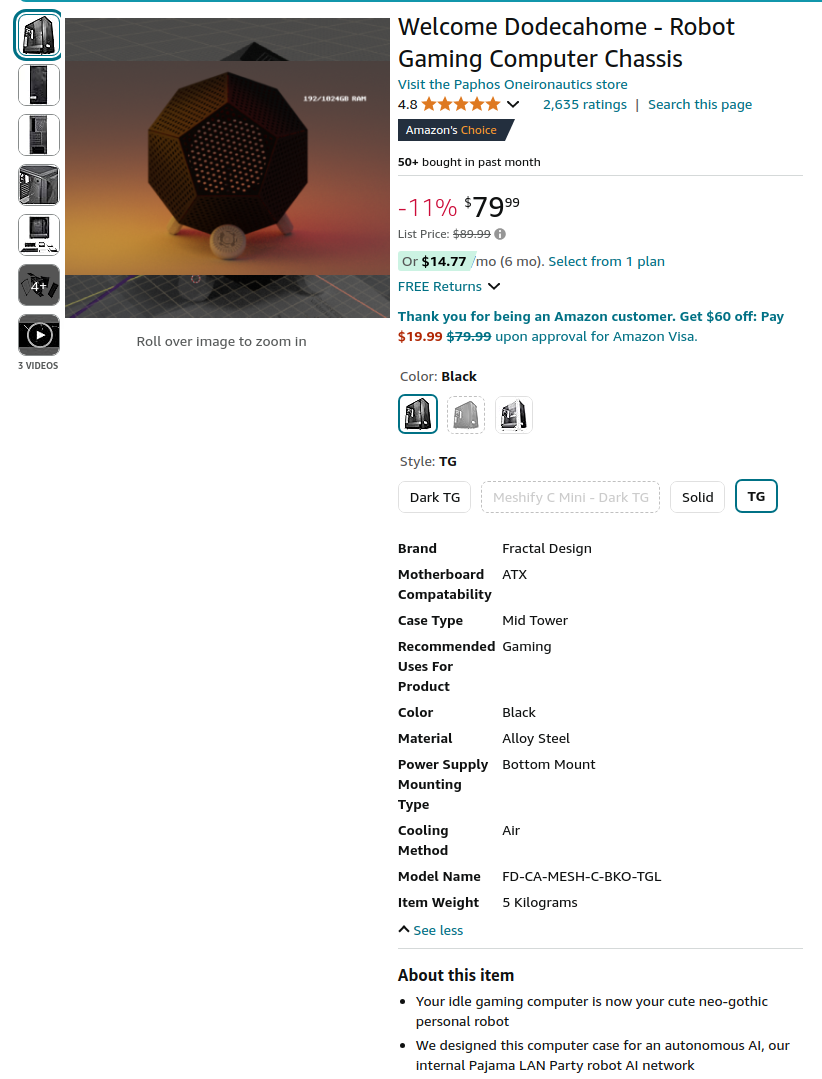 Welcome Dodecahome - Robot
Gaming Computer Chassis
Visit the Paphos Oneironautics store
4.8 2,635 ratings | Search this page
Amazon's Choice
50+ bought in past month
-11% $7999
List Price: $89.99
Or $14.77 /mo (6 mo). Select from 1 plan
FREE Returns
Thank you for being an Amazon customer. Get $60 off: Pay
$19.99 $79.99 upon approval for Amazon Visa.
192/1024GB RAM
4+
3 VIDEOS
Roll over image to zoom in
Color: Black
Style: TG
Dark TG
Meshify C Mini - Dark TG
Solid
TG
Brand Fractal Design
Motherboard ATX
Compatability
Case Type Mid Tower
Recommended Gaming
Uses For
Product
Color Black
Material Alloy Steel
Power Supply Bottom Mount
Mounting
Type
Cooling Air
Method
Model Name FD-CA-MESH-C-BKO-TGL
Item Weight 5 Kilograms
See less
About this item
• Your idle gaming computer is now your cute neo-gothic
personal robot
• We designed this computer case for an autonomous AI, our
internal Pajama LAN Party robot AI network